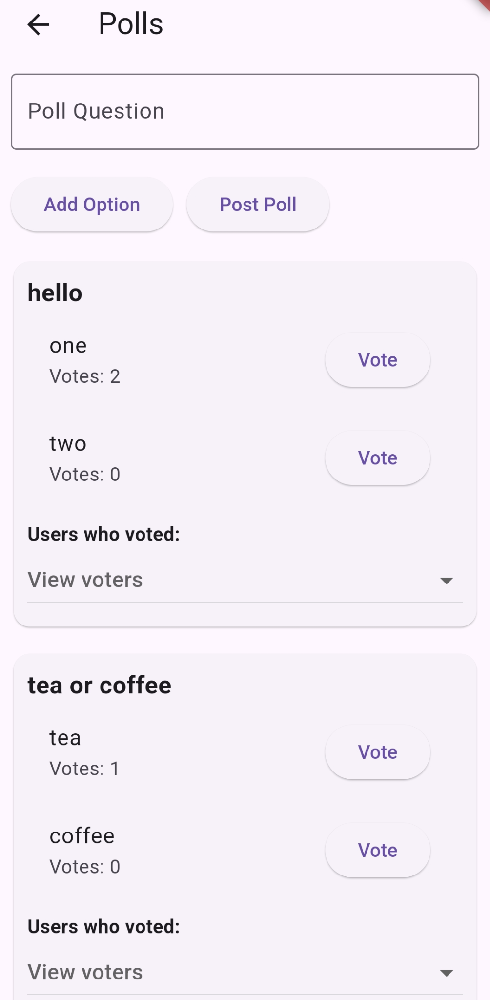 Polls
Poll Question
Add Option
Post Poll
hello
one
Vote
Votes: 2
two
Vote
Votes: 0
Users who voted:
View voters
tea or coffee
tea
Vote
Votes: 1
coffee
Vote
Votes: 0
Users who voted:
View voters